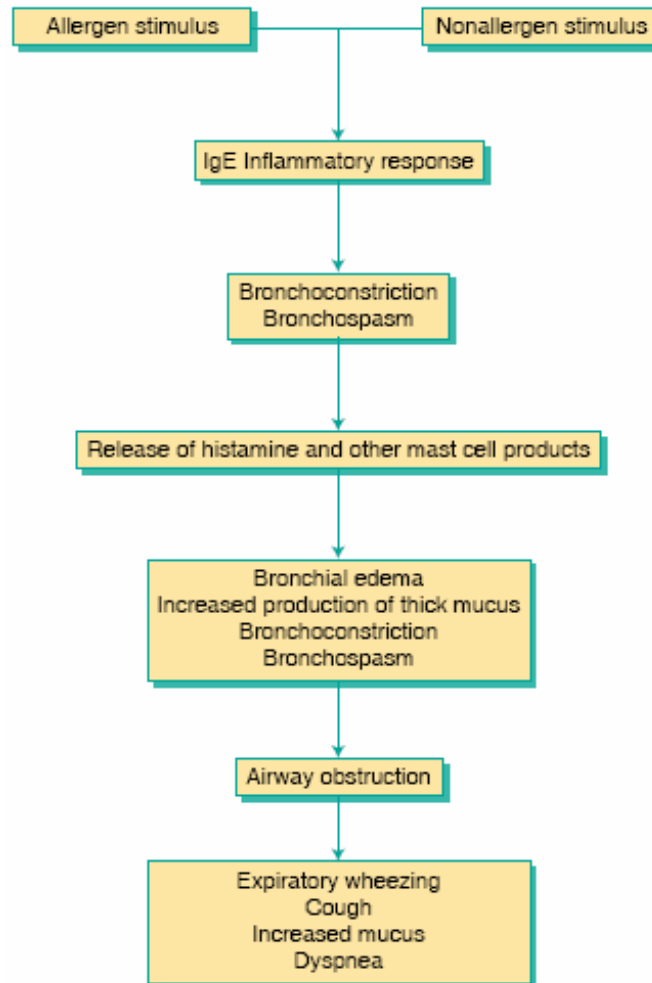 Allergen stimulus
Nonallergen stimulus
IgE Inflammatory response
Bronchoconstriction
Bronchospasm
Release of histamine and other mast cell products
Bronchial edema
Increased production of thick mucus
Bronchoconstriction
Bronchospasm
Airway obstruction
Expiratory wheezing
Cough
Increased mucus
Dyspnea